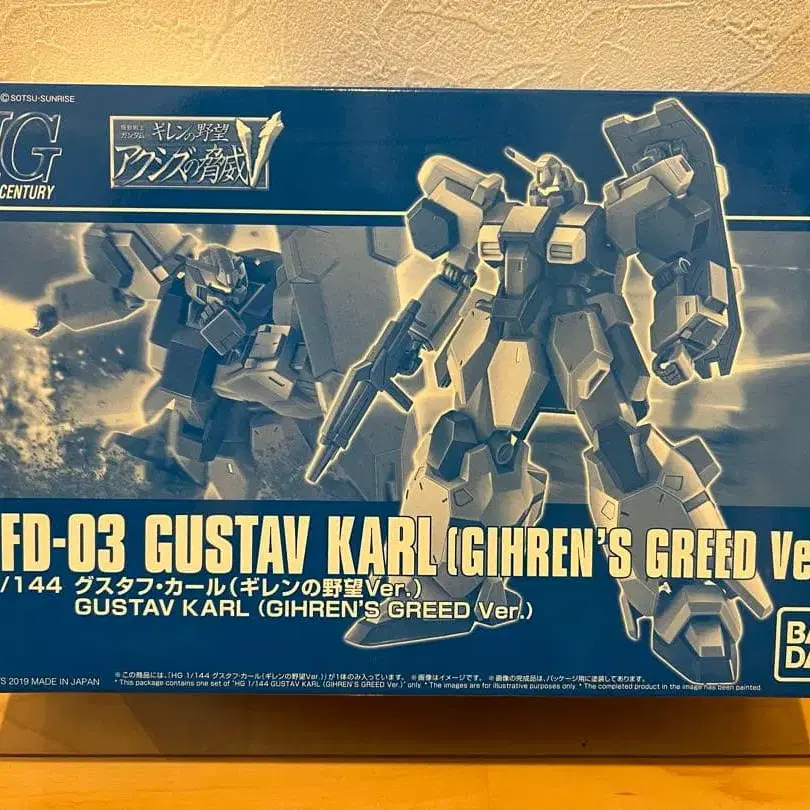 ©SOTSU・SUNRISE
HG
CENTURY
機動戦士
ガンダム ギレンの野望
アクシズの脅威V
FD-03 GUSTAV KARL (GIHREN'S GREED Ve
/144 グスタフ・カール(ギレンの野望Ver.)
GUSTAV KARL (GIHREN'S GREED Ver.)
BA
DA
S 2019 MADE IN JAPAN
※この商品には、「HG 1/144 グスタフ・カール(ギレンの野望Ver.)」が1体のみ入っています。 ※画像はイメージです。 ※画像の完成品は、パッケージ用に塗装してあります。
* This package contains one set of "HG 1/144 GUSTAV KARL (GIHREN'S GREED Ver.)" only. * The images are for illustrative purposes only. * The completed product in the image has been painted.